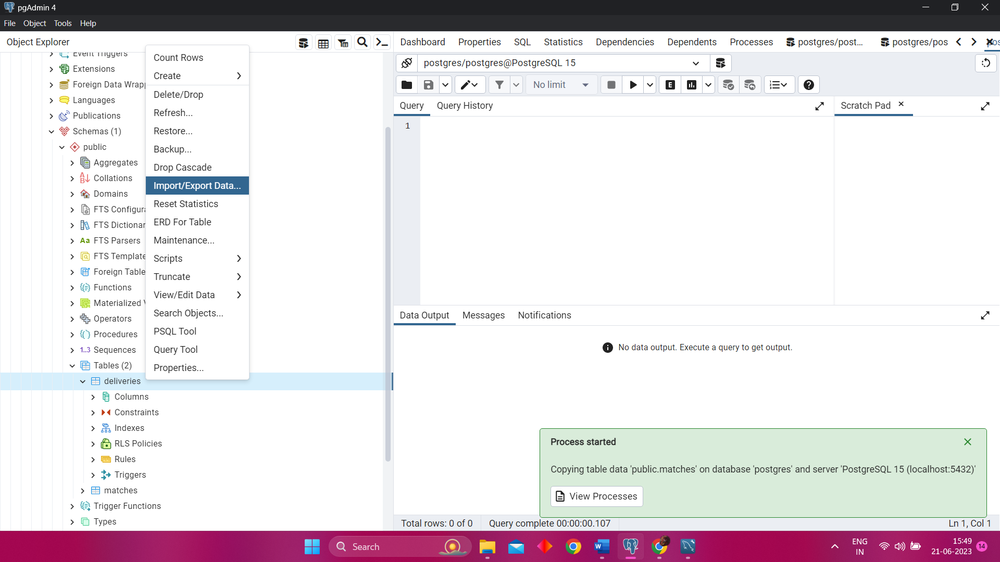 pgAdmin 4
File Object Tools Help
Object Explorer
Event Triggers
Extensions
Foreign Data Wrapp
Languages
Publications
Schemas (1)
public
Aggregates
Collations
Domains
FTS Configura
FTS Dictionar
Aa FTS Parsers
FTS Template
Foreign Table
Functions
Materialized V
Operators
Procedures
1..3 Sequences
Tables (2)
deliveries
Columns
Constraints
Indexes
RLS Policies
Rules
Triggers
matches
Trigger Functions
Types
Count Rows
Create
Delete/Drop
Refresh...
Restore...
Backup...
Drop Cascade
Import/Export Data...
Reset Statistics
ERD For Table
Maintenance...
Scripts
Truncate
View/Edit Data
Search Objects...
PSQL Tool
Query Tool
Properties...
Dashboard Properties SQL Statistics Dependencies Dependents Processes postgres/post... postgres/pos pos
postgres/postgres@PostgreSQL 15
No limit
E
Query Query History
Scratch Pad
1
Data Output Messages Notifications
No data output. Execute a query to get output.
Process started
Copying table data 'public.matches' on database 'postgres' and server 'PostgreSQL 15 (localhost:5432)'
View Processes
Total rows: 0 of 0 Query complete 00:00:00.107 Ln 1, Col 1
Search
W
ENG
IN
15:49
21-06-2023
14